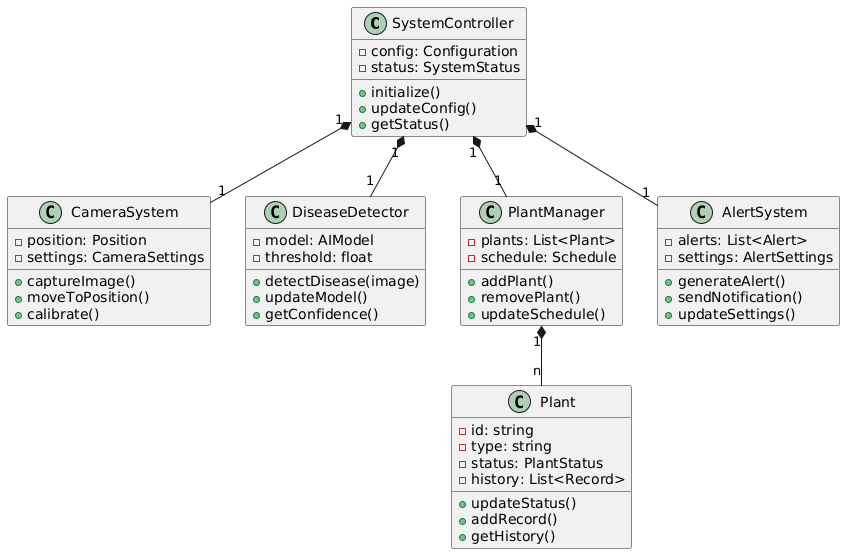 C SystemController
config: Configuration
status: SystemStatus
initialize()
updateConfig()
getStatus()
1 1 1 1
1 1 1 1
C CameraSystem
position: Position
settings: CameraSettings
captureImage()
moveToPosition()
calibrate()
C DiseaseDetector
model: AIModel
threshold: float
detectDisease(image)
updateModel()
getConfidence()
C PlantManager
plants: List<Plant>
schedule: Schedule
addPlant()
removePlant()
updateSchedule()
C AlertSystem
alerts: List<Alert>
settings: AlertSettings
generateAlert()
sendNotification()
updateSettings()
1
n
C Plant
id: string
type: string
status: PlantStatus
history: List<Record>
updateStatus()
addRecord()
getHistory()